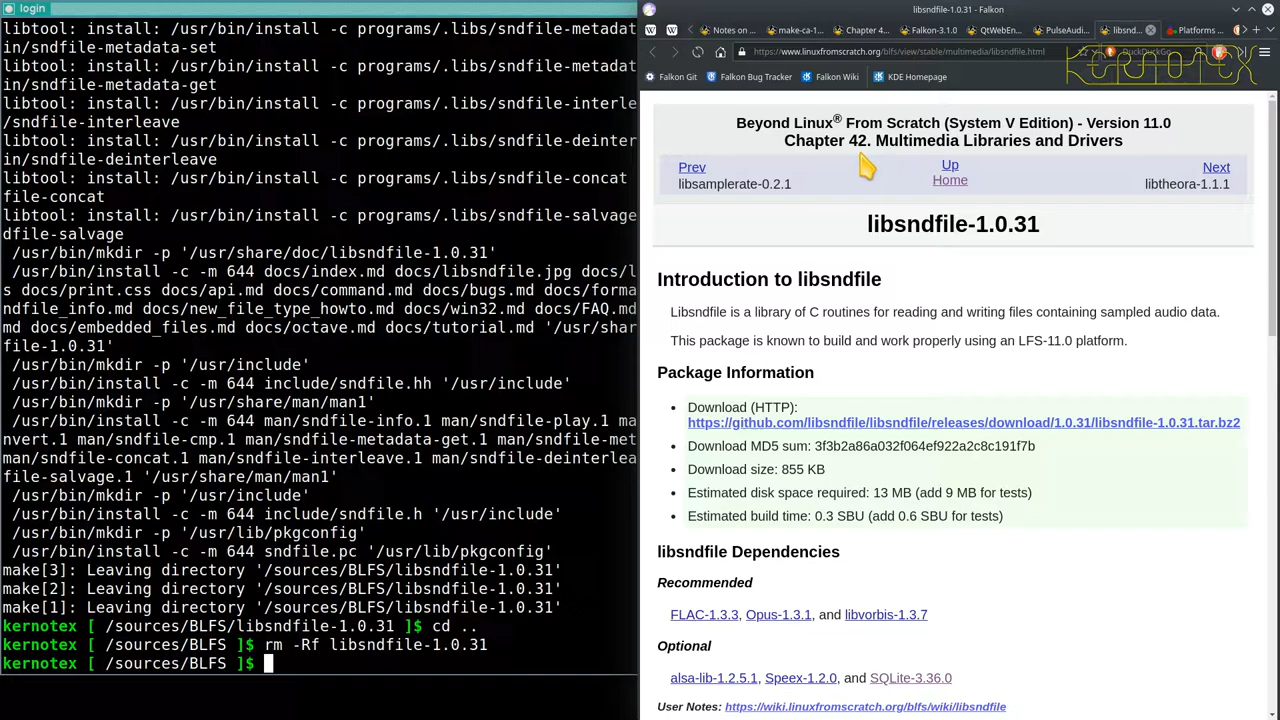 login
libtool: install: /usr/bin/install -c programs/.libs/sndfile-metadat
in/sndfile-metadata-set
libtool: install: /usr/bin/install -c programs/.libs/sndfile-metadat
in/sndfile-metadata-get
libtool: install: /usr/bin/install -c programs/.libs/sndfile-interle
/sndfile-interleave
libtool: install: /usr/bin/install -c programs/.libs/sndfile-deinter
in/sndfile-deinterleave
libtool: install: /usr/bin/install -c programs/.libs/sndfile-concat
file-concat
libtool: install: /usr/bin/install -c programs/.libs/sndfile-salvage
dfile-salvage
/usr/bin/mkdir -p '/usr/share/doc/libsndfile-1.0.31'
/usr/bin/install -c -m 644 docs/index.md docs/libsndfile.jpg docs/l
s docs/print.css docs/api.md docs/command.md docs/bugs.md docs/forma
ndfile_info.md docs/new_file_type_howto.md docs/win32.md docs/FAQ.md
md docs/embedded_files.md docs/octave.md docs/tutorial.md '/usr/shar
file-1.0.31'
/usr/bin/mkdir -p '/usr/include'
/usr/bin/install -c -m 644 include/sndfile.hh '/usr/include'
/usr/bin/mkdir -p '/usr/share/man/man1'
/usr/bin/install -c -m 644 man/sndfile-info.1 man/sndfile-play.1 man
nvert.1 man/sndfile-cmp.1 man/sndfile-metadata-get.1 man/sndfile-met
man/sndfile-concat.1 man/sndfile-interleave.1 man/sndfile-deinterlea
file-salvage.1 '/usr/share/man/man1'
/usr/bin/mkdir -p '/usr/include'
/usr/bin/install -c -m 644 include/sndfile.h '/usr/include'
/usr/bin/mkdir -p '/usr/lib/pkgconfig'
/usr/bin/install -c -m 644 sndfile.pc '/usr/lib/pkgconfig'
make[3]: Leaving directory '/sources/BLFS/libsndfile-1.0.31'
make[2]: Leaving directory '/sources/BLFS/libsndfile-1.0.31'
make[1]: Leaving directory '/sources/BLFS/libsndfile-1.0.31'
kernotex [ /sources/BLFS/libsndfile-1.0.31 ]$ cd ..
kernotex [ /sources/BLFS ]$ rm -Rf libsndfile-1.0.31
kernotex [ /sources/BLFS ]$
libsndfile-1.0.31 - Falkon
Notes on ... make-ca-1... Chapter 4... Falkon-3.1.0 QtWebEn... PulseAudi... libsnd... Platforms ...
https://www.linuxfromscratch.org/blfs/view/stable/multimedia/libsndfile.html DuckDuckGo
kernotex
Falkon Git Falkon Bug Tracker Falkon Wiki KDE Homepage
Beyond Linux® From Scratch (System V Edition) - Version 11.0
Chapter 42. Multimedia Libraries and Drivers
Prev Up Next
libsamplerate-0.2.1 Home libtheora-1.1.1
libsndfile-1.0.31
Introduction to libsndfile
Libsndfile is a library of C routines for reading and writing files containing sampled audio data.
This package is known to build and work properly using an LFS-11.0 platform.
Package Information
Download (HTTP):
https://github.com/libsndfile/libsndfile/releases/download/1.0.31/libsndfile-1.0.31.tar.bz2
Download MD5 sum: 3f3b2a86a032f064ef922a2c8c191f7b
Download size: 855 KB
Estimated disk space required: 13 MB (add 9 MB for tests)
Estimated build time: 0.3 SBU (add 0.6 SBU for tests)
libsndfile Dependencies
Recommended
FLAC-1.3.3, Opus-1.3.1, and libvorbis-1.3.7
Optional
alsa-lib-1.2.5.1, Speex-1.2.0, and SQLite-3.36.0
User Notes: https://wiki.linuxfromscratch.org/blfs/wiki/libsndfile